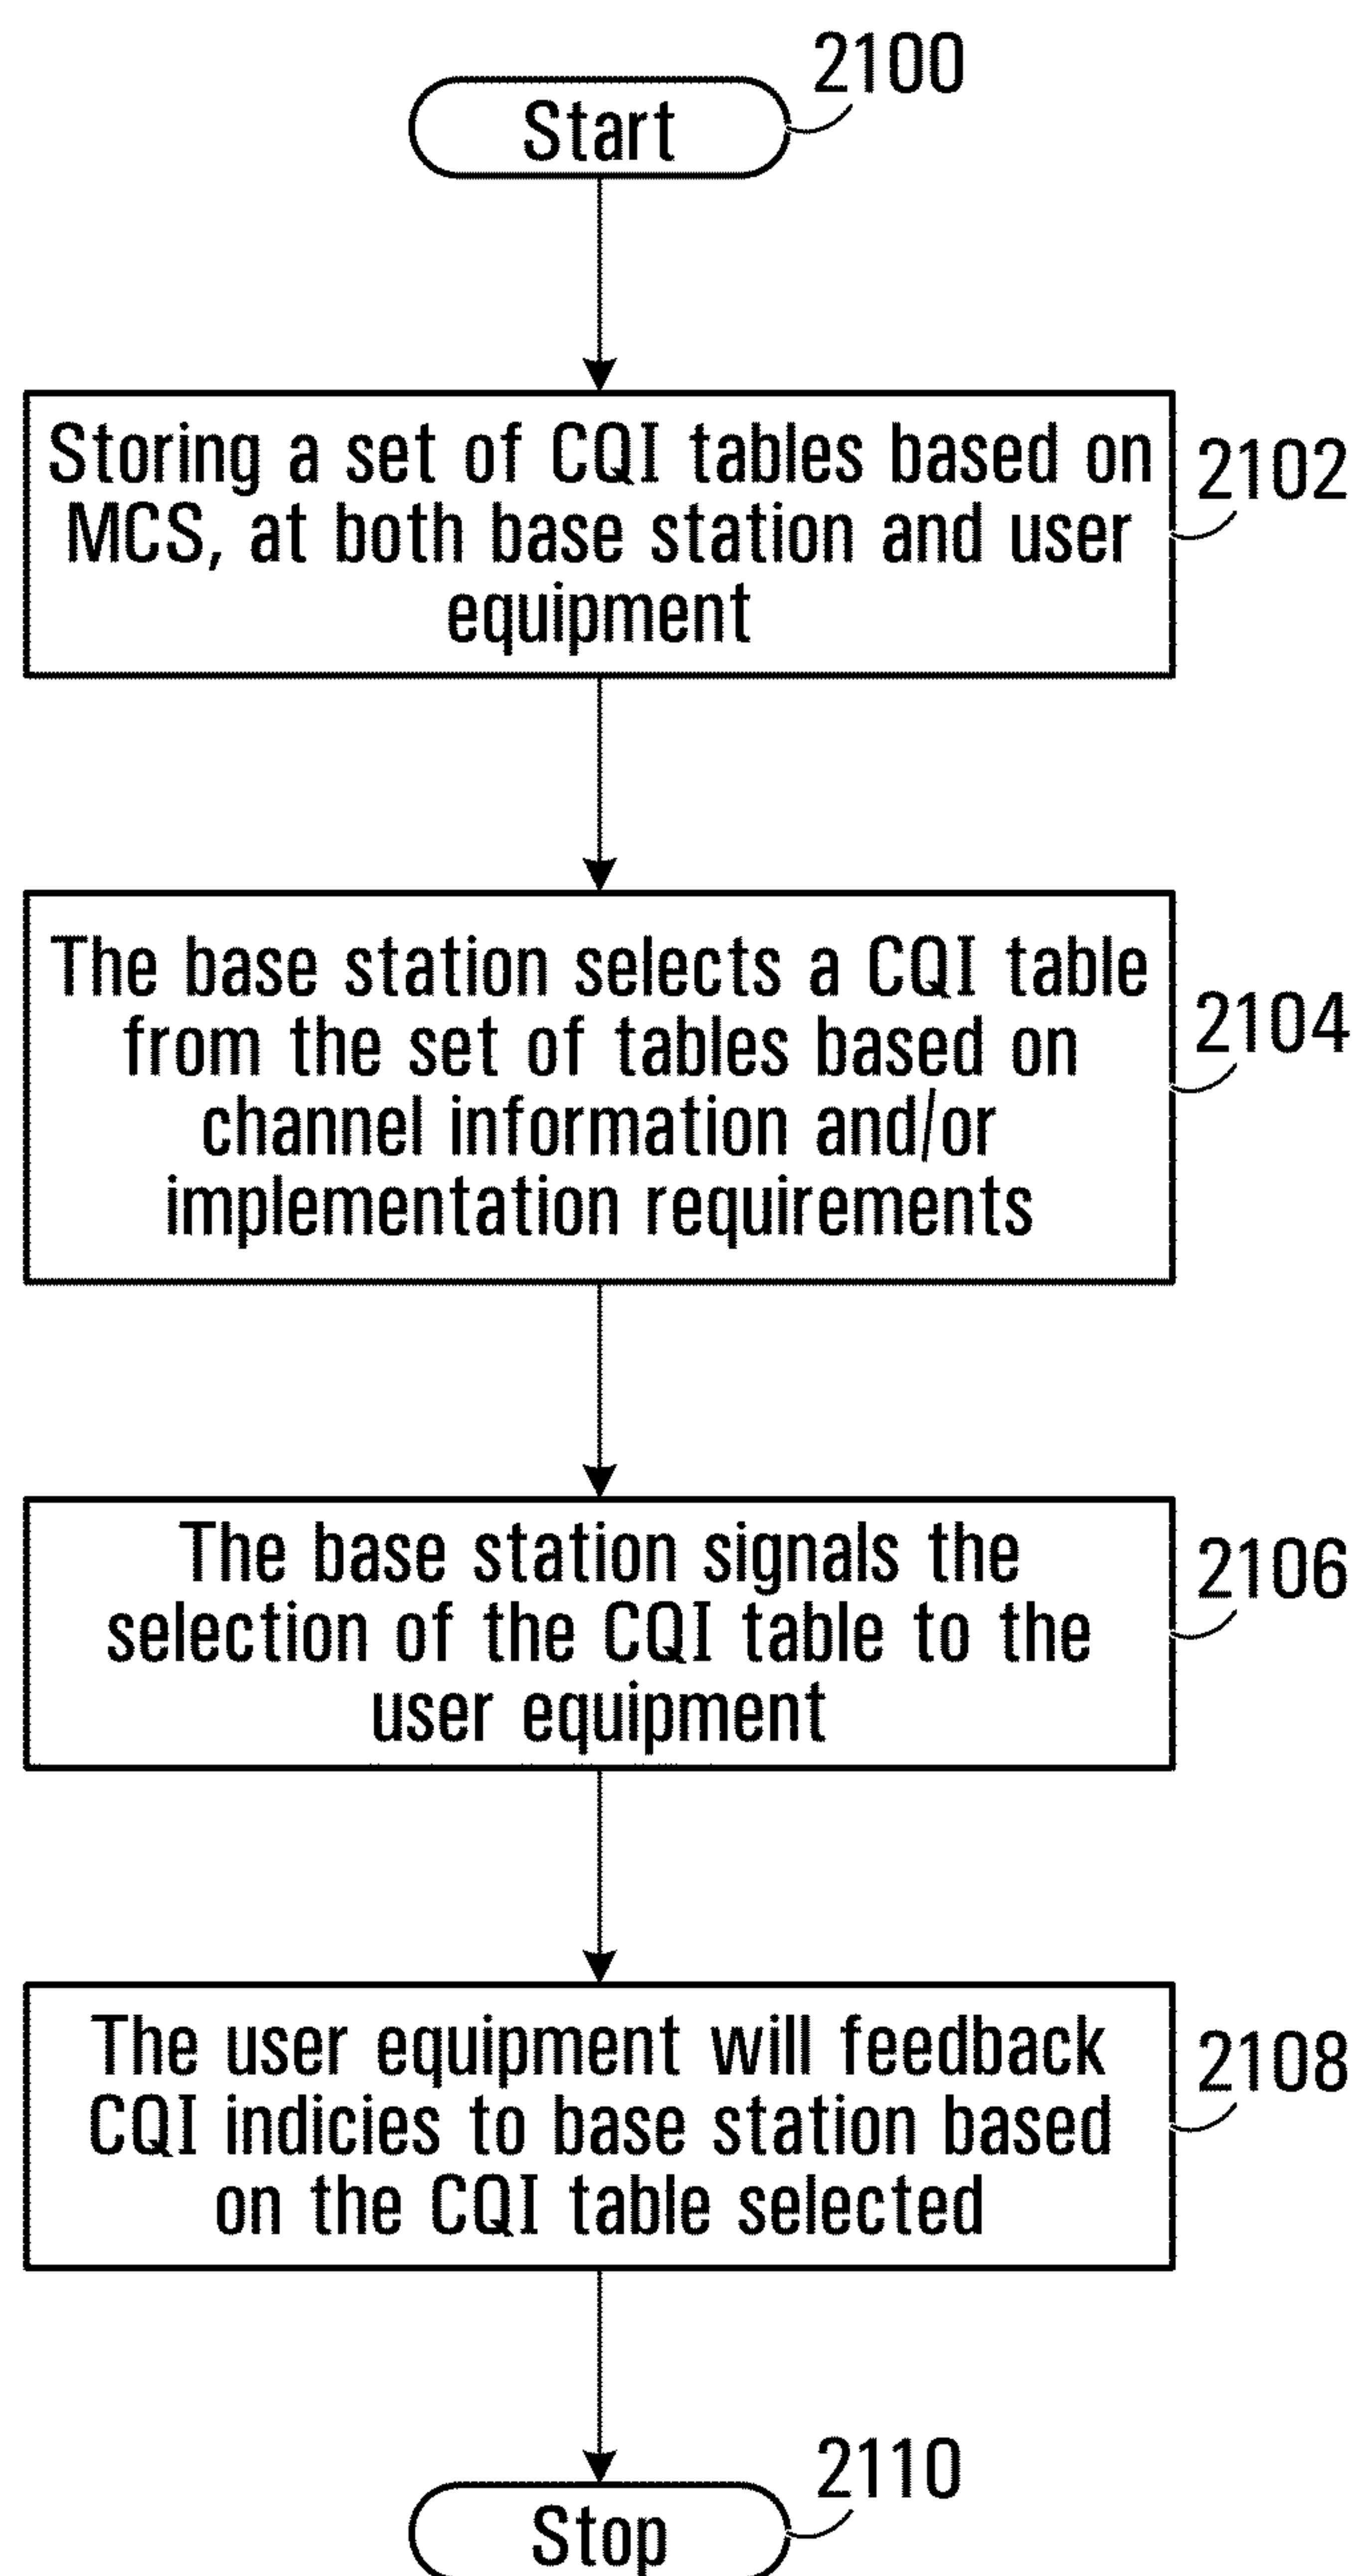 2100
Start
Storing a set of CQI tables based on
MCS, at both base station and user
equipment
2102
The base station selects a CQI table
from the set of tables based on
channel information and/or
implementation requirements
2104
The base station signals the
selection of the CQI table to the
user equipment
2106
The user equipment will feedback
CQI indicies to base station based
on the CQI table selected
2108
2110
Stop